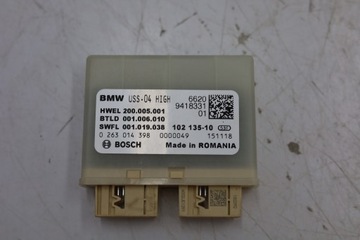 BMW USS-04 HIGH 6620
9418331
HWEL 200.005.001 01
BTLD 001.006.010
SWFL 001.019.038 102 135-10
0 263 014 398 0000049 151118
BOSCH Made in ROMANIA